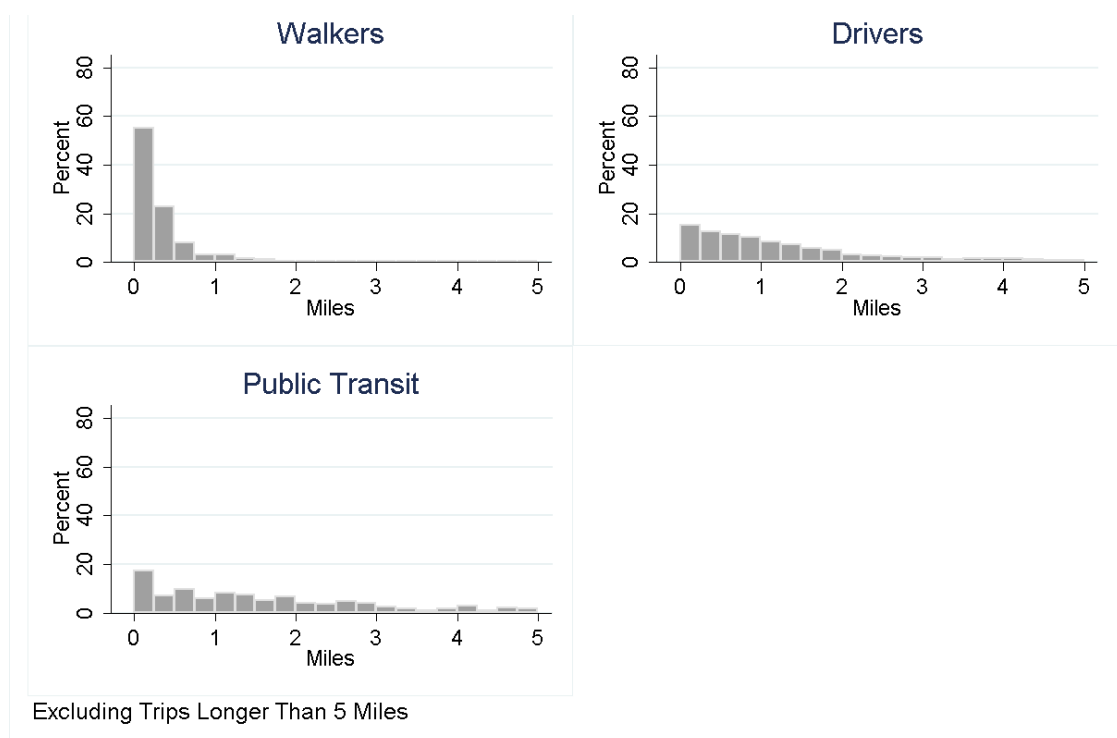 Walkers
Percent
0 20 40 60 80
0 1 2 3 4 5
Miles
Drivers
Percent
0 20 40 60 80
0 1 2 3 4 5
Miles
Public Transit
Percent
0 20 40 60 80
0 1 2 3 4 5
Miles
Excluding Trips Longer Than 5 Miles